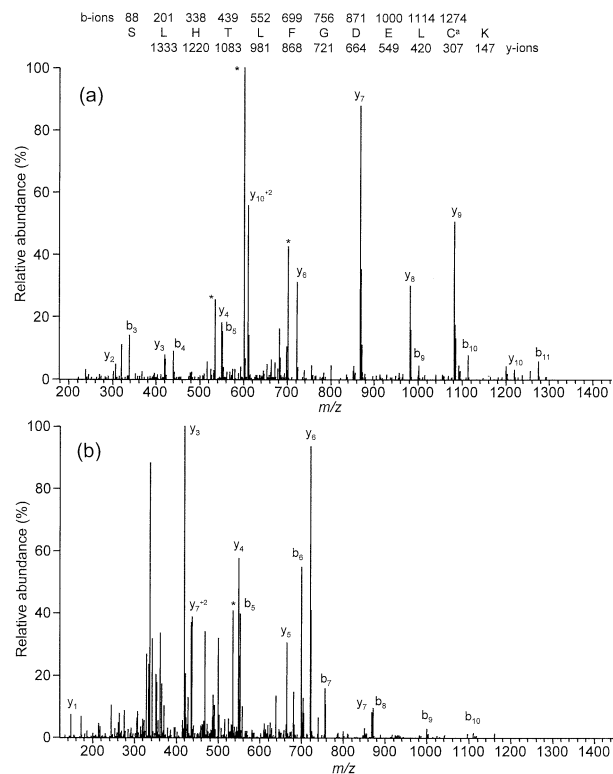 b-ions 88 201 338 439 552 699 756 871 1000 1114 1274
S L H T L F G D E L Cª K
1333 1220 1083 981 868 721 664 549 420 307 147 y-ions
(a)
Relative abundance (%)
100
80
60
40
20
0
*
y₁₀⁺²
*
y₂
b₃
y₃
b₄
*
y₄
b₅
y₆
y₇
y₈
b₉
y₉
b₁₀
y₁₀
b₁₁
200 300 400 500 600 700 800 900 1000 1100 1200 1300 1400
m/z
(b)
Relative abundance (%)
100
80
60
40
20
0
y₁
y₃
y₇⁺²
*
y₄
b₅
y₅
b₆
y₆
b₇
y₇
b₈
b₉
b₁₀
200 300 400 500 600 700 800 900 1000 1100 1200 1300 1400
m/z